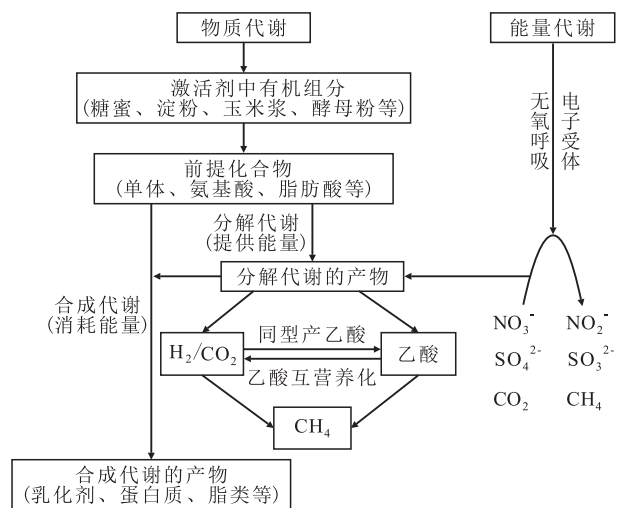 物质代谢
能量代谢
激活剂中有机组分
(糖蜜、淀粉、玉米浆、酵母粉等)
无氧呼吸
电子受体
前提化合物
(单体、氨基酸、脂肪酸等)
分解代谢
(提供能量)
分解代谢的产物
合成代谢
(消耗能量)
H₂/CO₂
同型产乙酸
乙酸互营养化
乙酸
CH₄
NO₃⁻ NO₂⁻
SO₄²⁻ SO₃²⁻
CO₂ CH₄
合成代谢的产物
(乳化剂、蛋白质、脂类等)